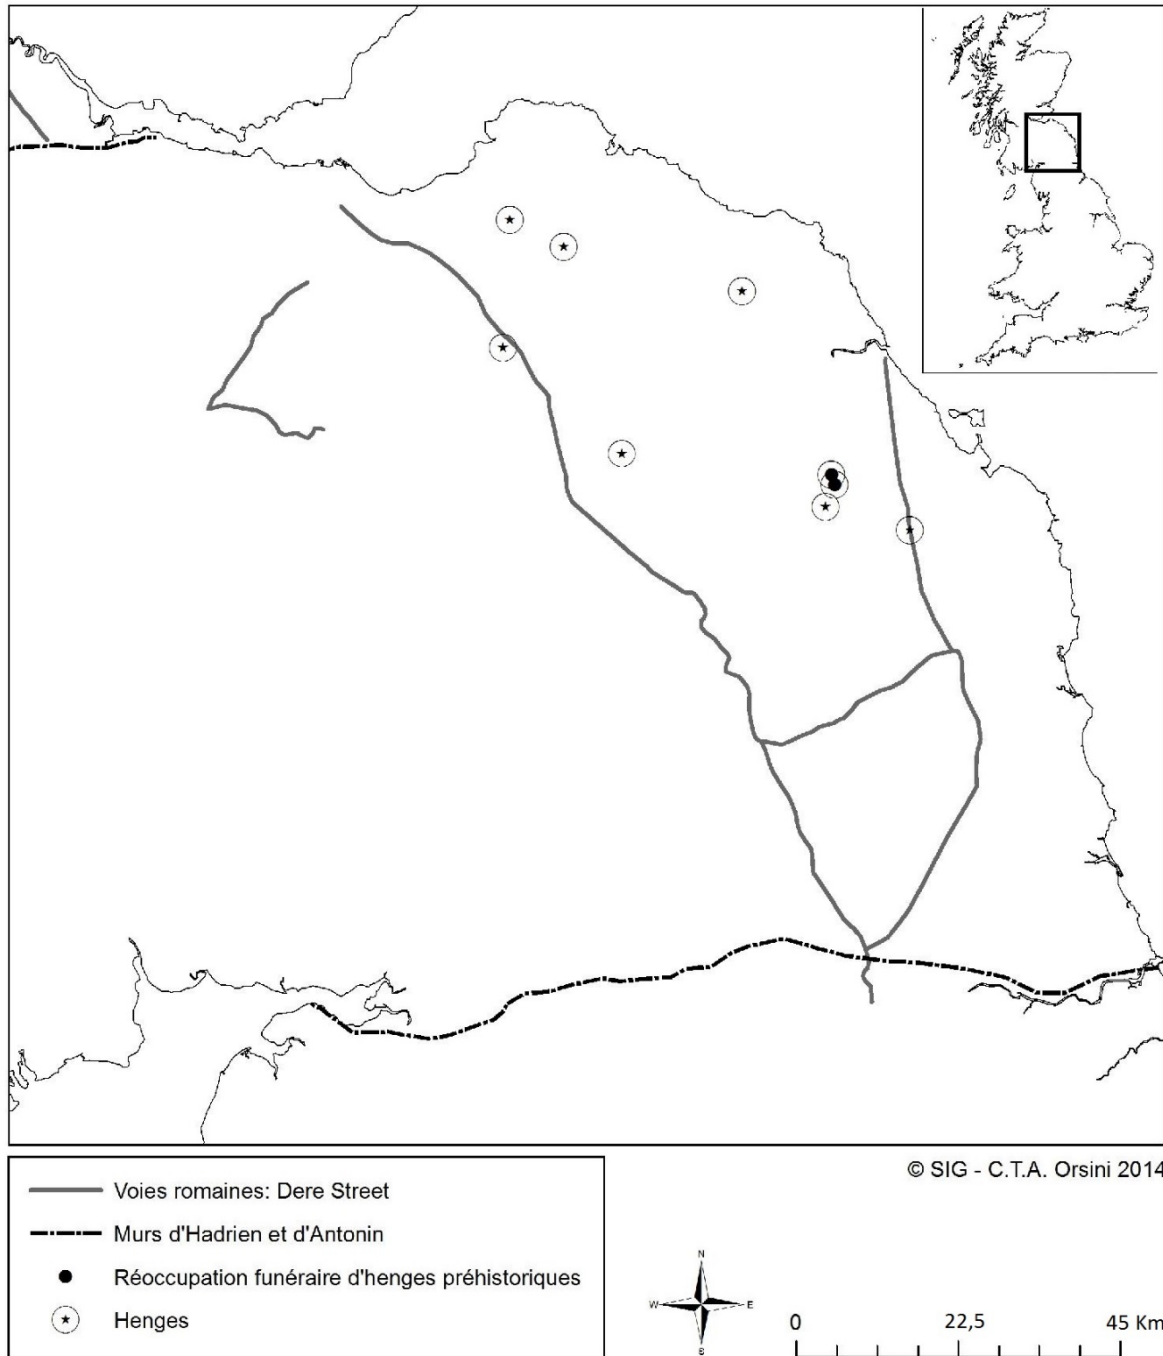 © SIG - C.T.A. Orsini 2014
Voies romaines: Dere Street
Murs d'Hadrien et d'Antonin
Réoccupation funéraire d'henges préhistoriques
Henges
N
W E
S
0 22,5 45 Km